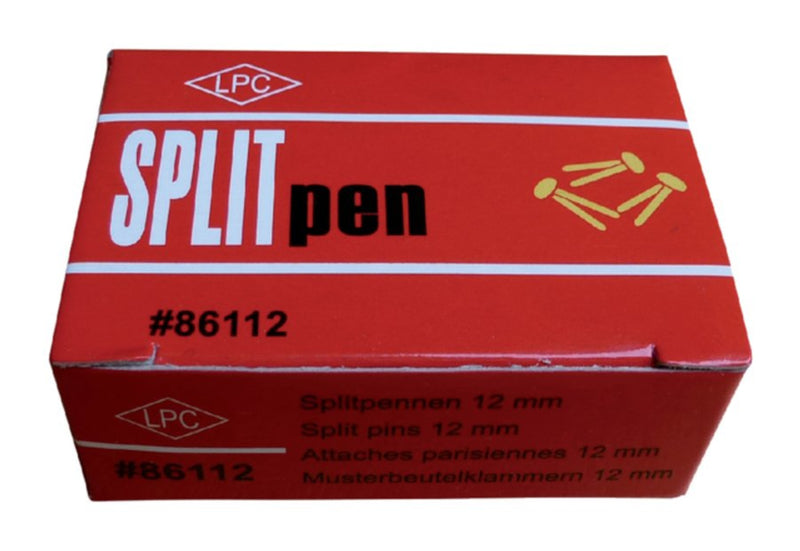 LPC
SPLIT pen
#86112
LPC
#86112
Splitpennen 12 mm
Split pins 12 mm
Attaches parisiennes 12 mm
Musterbeutelklammern 12 mm